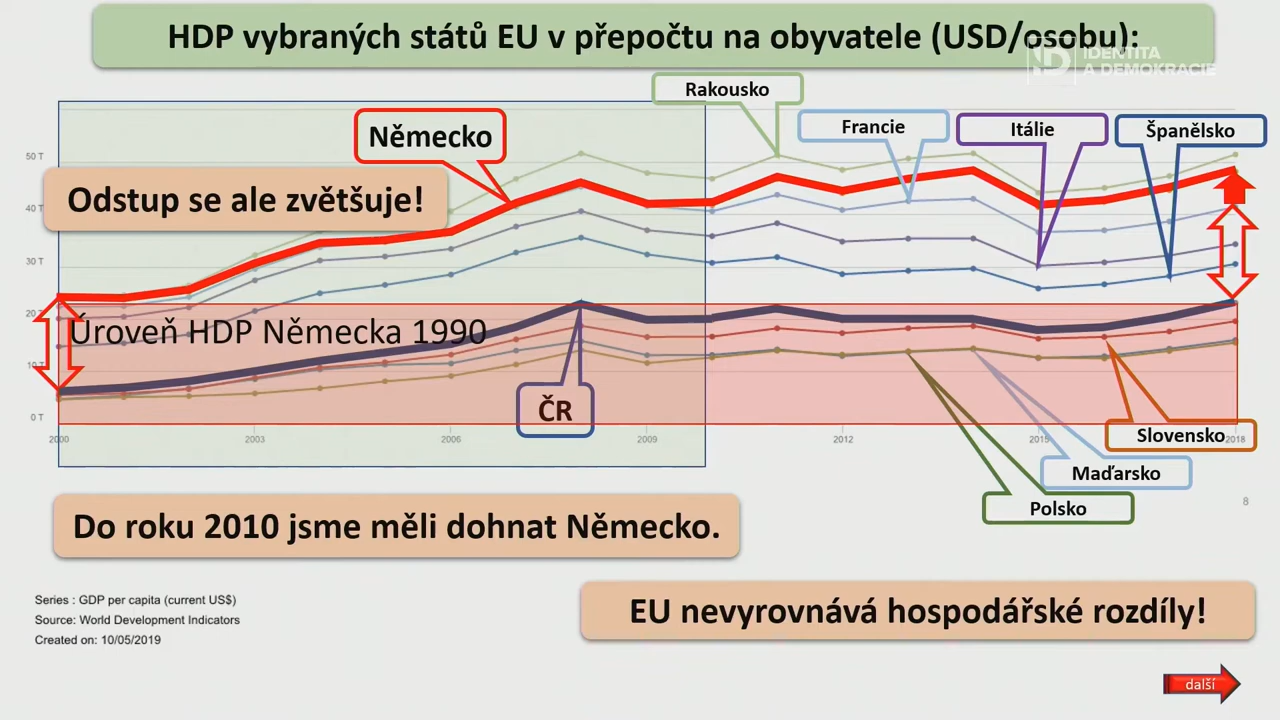 HDP vybraných států EU v přepočtu na obyvatele (USD/osobu):
IDENTITA
A DEMOKRACIE
Rakousko
Německo
Francie
Itálie
Španělsko
50 T
Odstup se ale zvětšuje!
40 T
30 T
20 T
Úroveň HDP Německa 1990
10 T
ČR
0 T
2000
2003
2006
2009
2012
2015
2018
Slovensko
Maďarsko
Polsko
8
Do roku 2010 jsme měli dohnat Německo.
Series : GDP per capita (current US$)
Source: World Development Indicators
Created on: 10/05/2019
EU nevyrovnává hospodářské rozdíly!
další